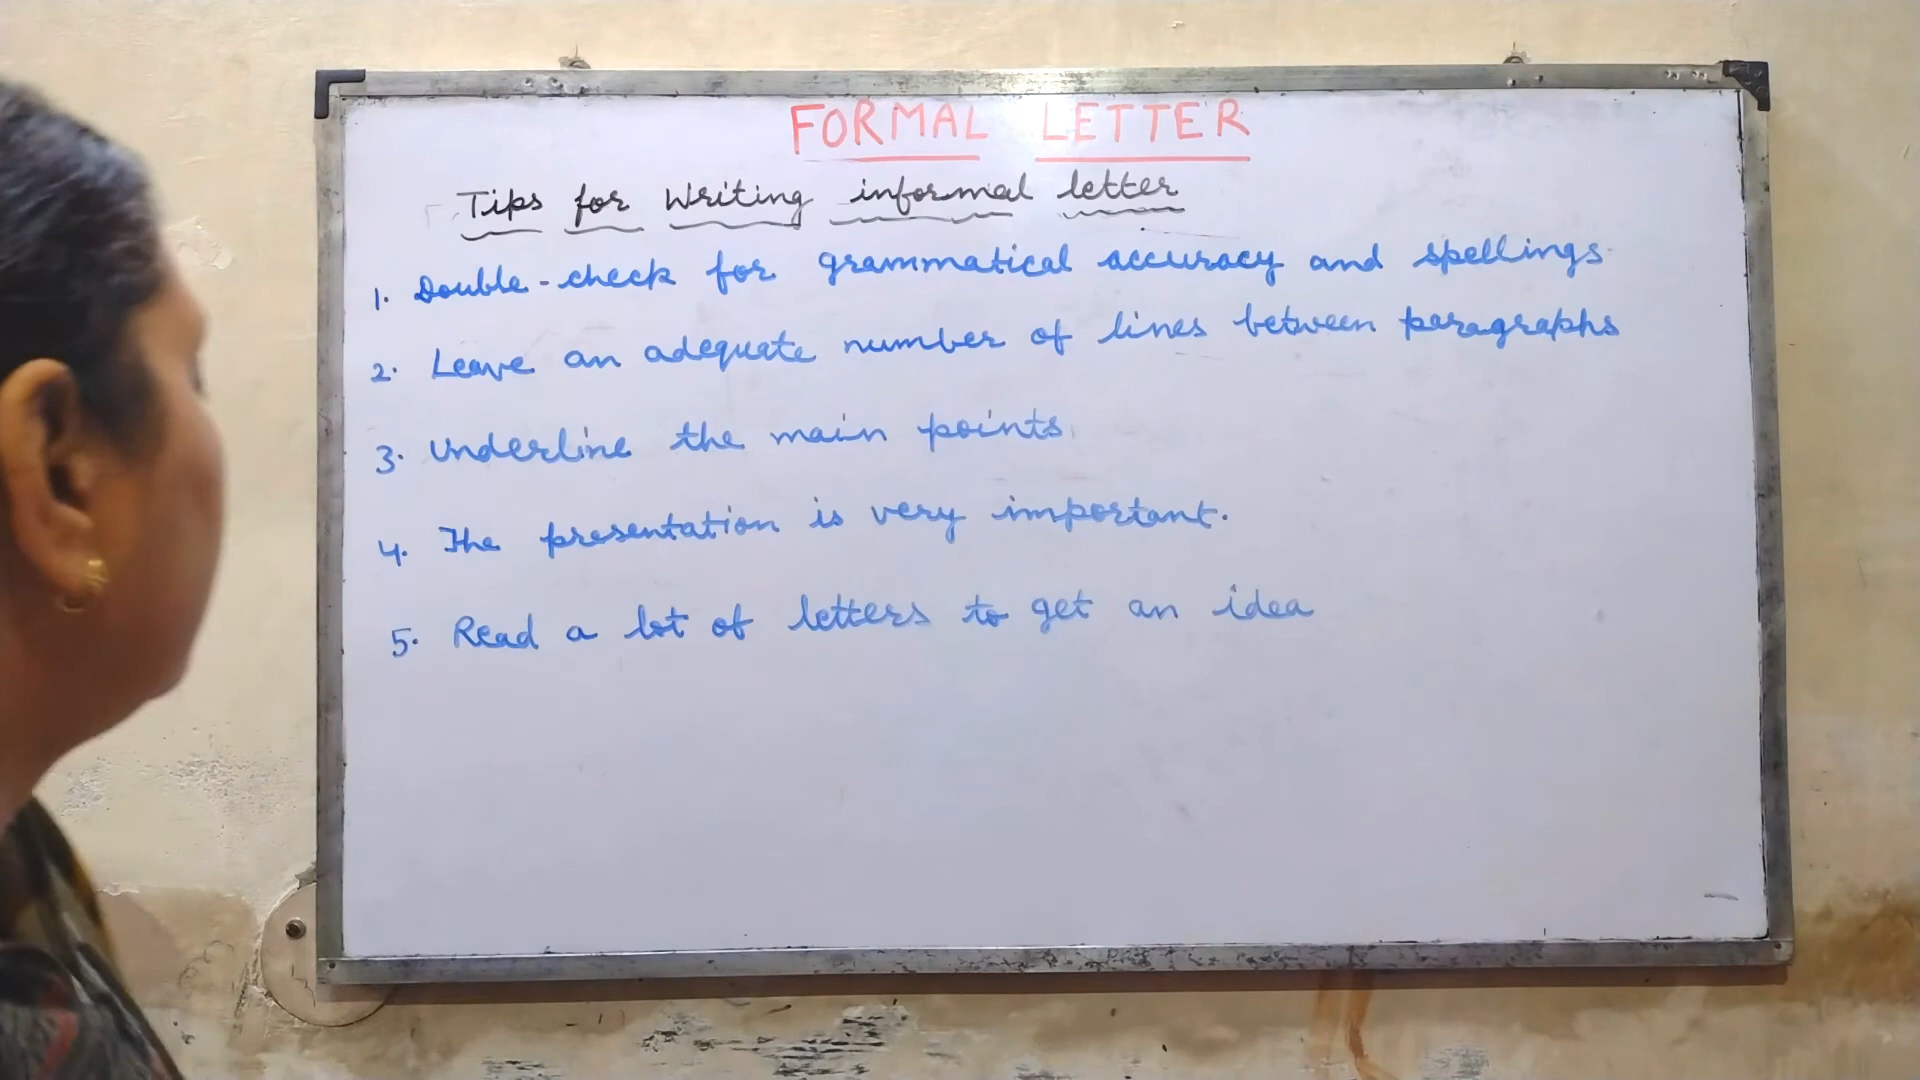 FORMAL LETTER
Tips for Writing informal letter
1. Double-check for grammatical accuracy and spellings
2. Leave an adequate number of lines between paragraphs
3. Underline the main points
4. The presentation is very important.
5. Read a lot of letters to get an idea